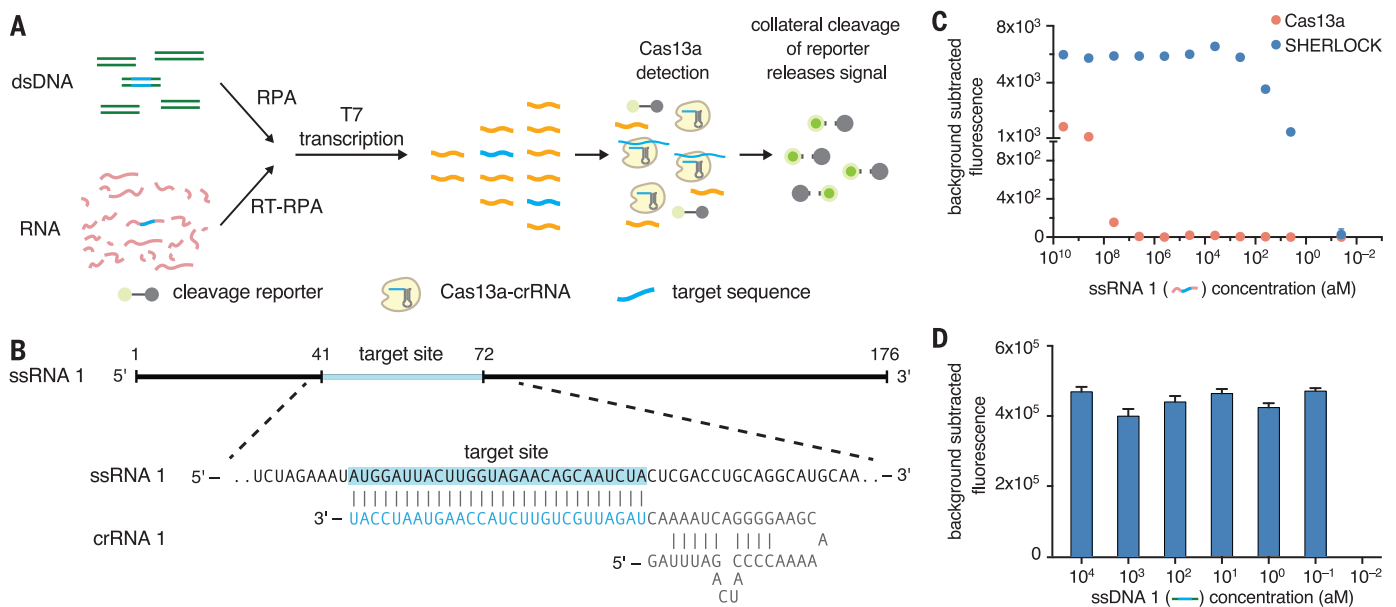 A
dsDNA
RNA
RPA
RT-RPA
T7
transcription
Cas13a
detection
collateral cleavage
of reporter
releases signal
cleavage reporter
Cas13a-crRNA
target sequence
B
1 41 target site 72 176
ssRNA 1 5' 3'
target site
ssRNA 1 5' – ..UCUAGAAAUAUGGAUUACUUGGUAGAACAGCAAUCUACUCGACCUGCAGGCAUGCAA.. – 3'
3' – UACCUAAUGAACCAUCUUGUCGUUAGAUCAAAAUCAGGGGAAGC
crRNA 1
A
5' – GAUUUAG CCCCAAAA
A A
CU
C
Cas13a
SHERLOCK
background subtracted
fluorescence
8x10³
4x10³
1x10³
8x10²
4x10²
0
10¹⁰ 10⁸ 10⁶ 10⁴ 10² 10⁰ 10⁻²
ssRNA 1 ( ) concentration (aM)
D
background subtracted
fluorescence
6x10⁵
4x10⁵
2x10⁵
0
10⁴ 10³ 10² 10¹ 10⁰ 10⁻¹ 10⁻²
ssDNA 1 ( ) concentration (aM)